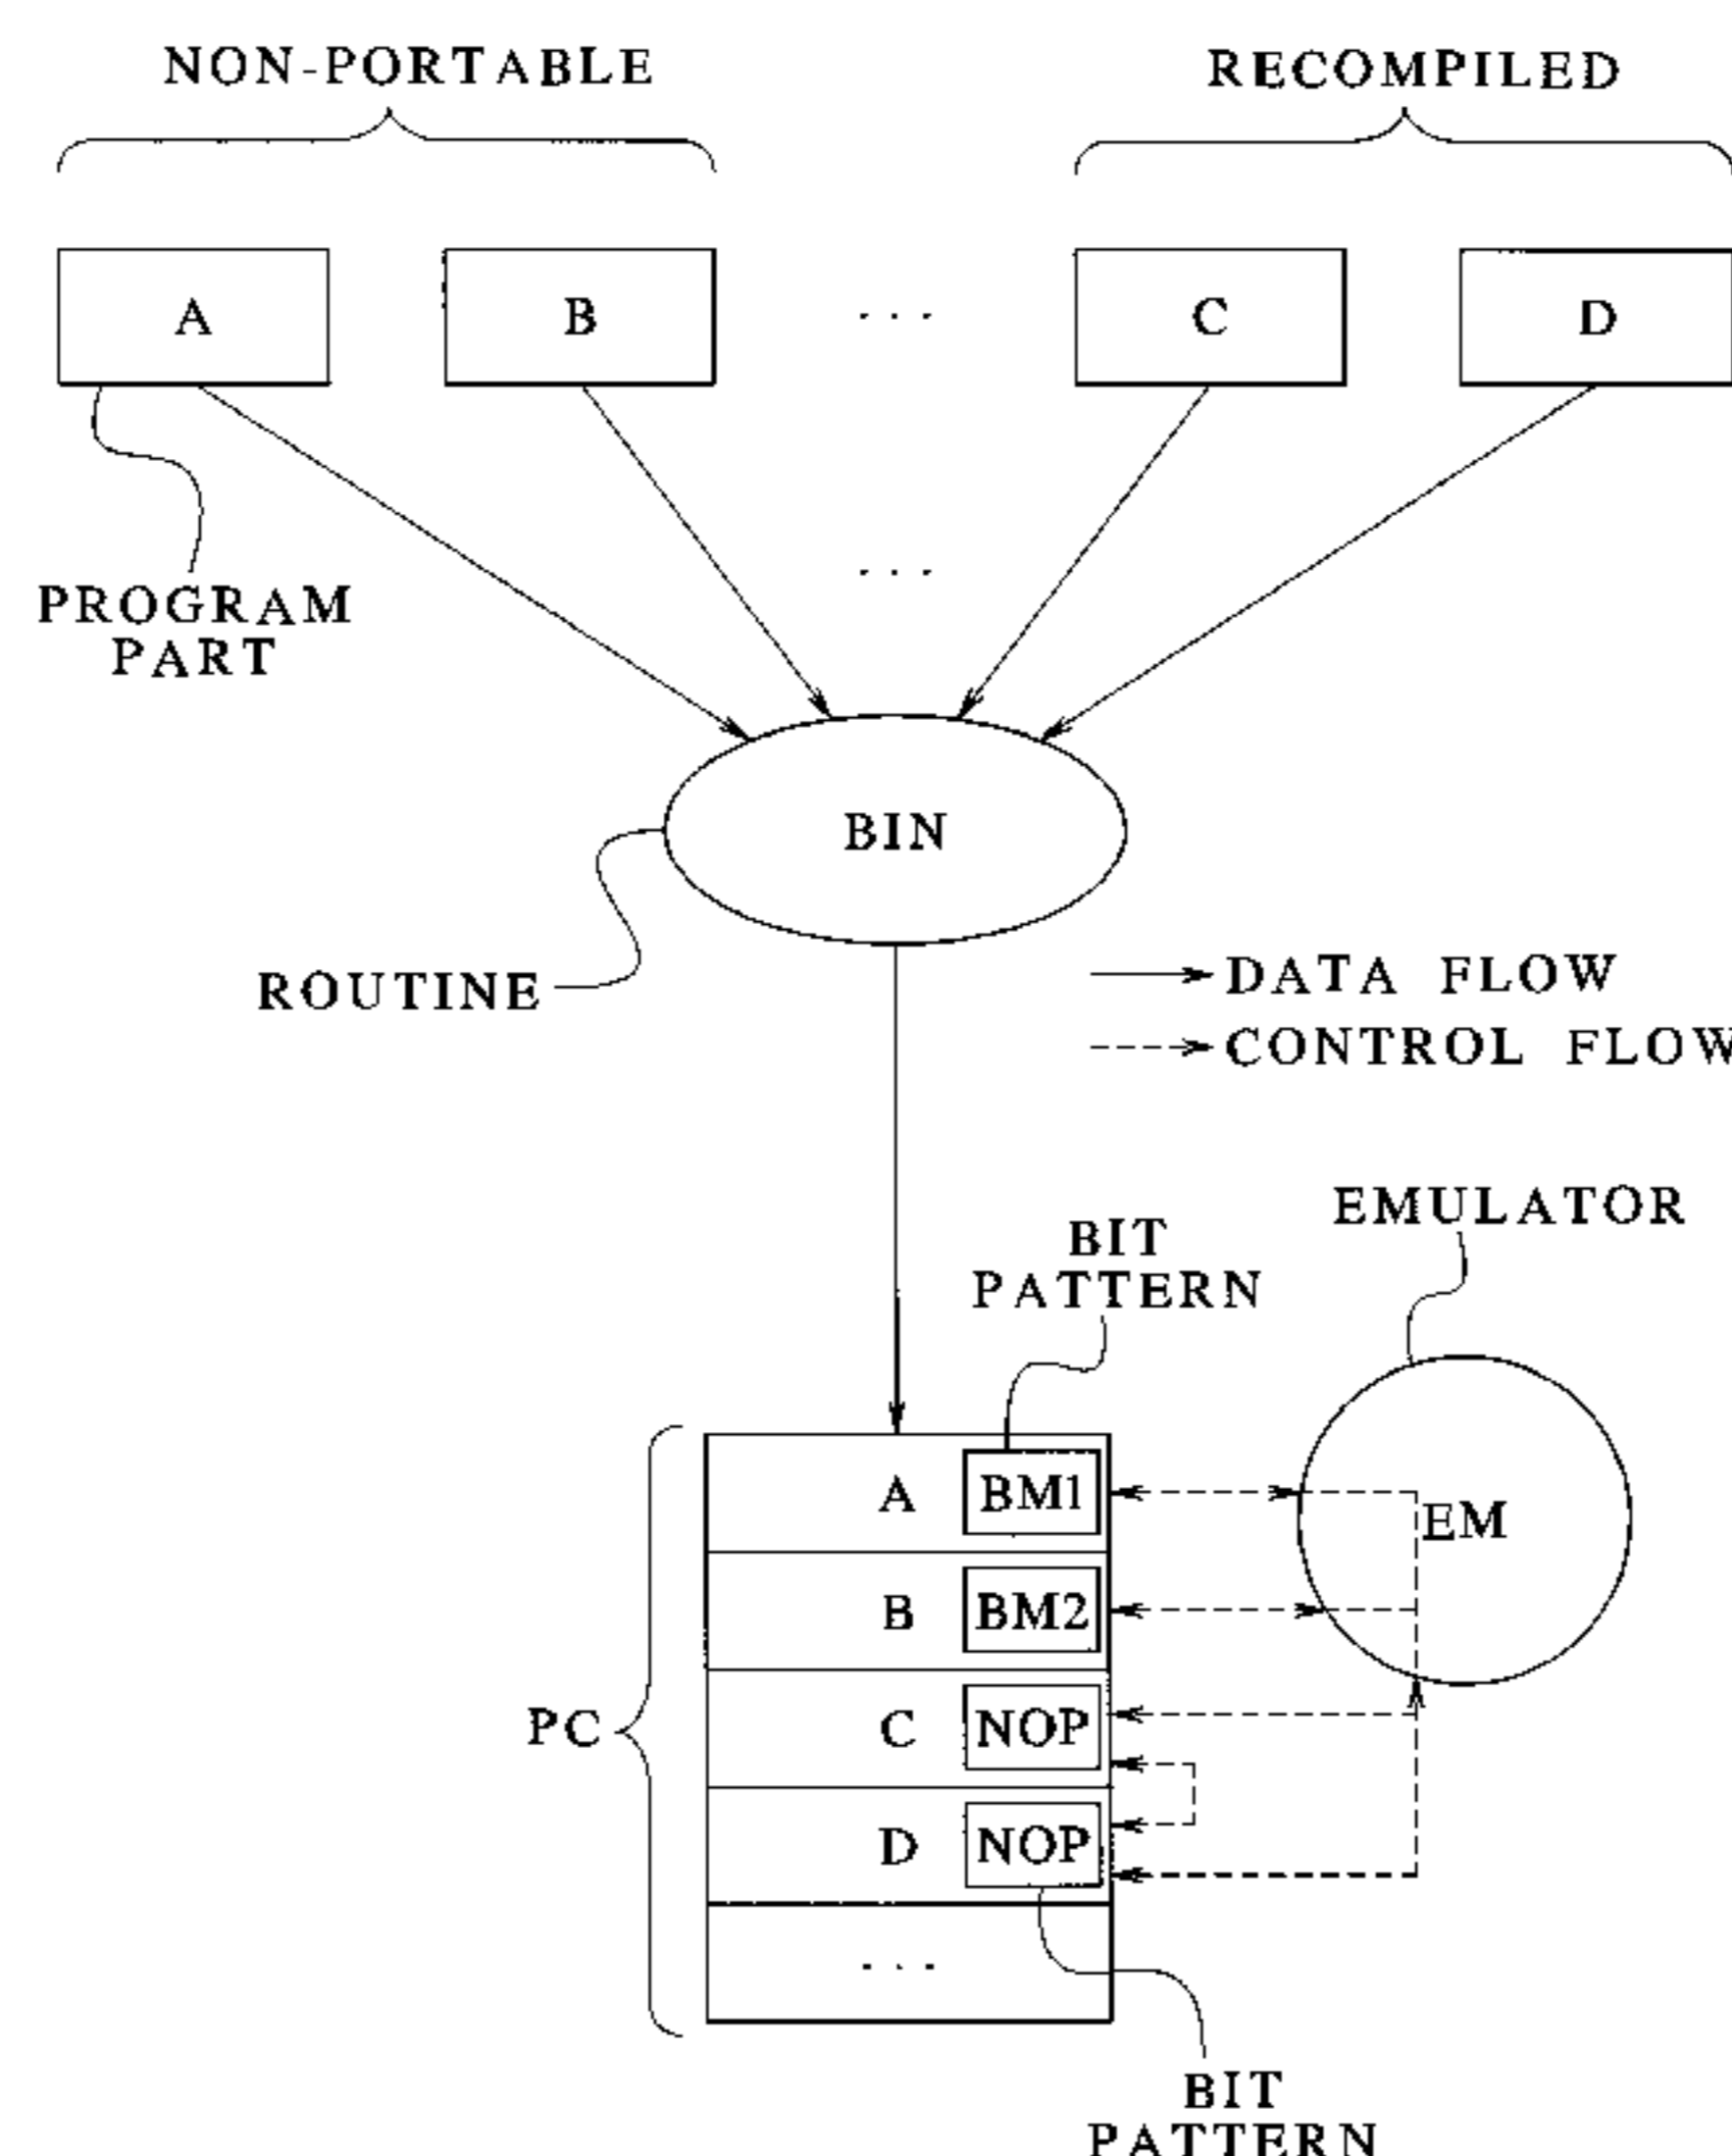 NON-PORTABLE
RECOMPILED
A
B
. . .
C
D
. . .
PROGRAM
PART
BIN
ROUTINE
DATA FLOW
CONTROL FLOW
EMULATOR
BIT
PATTERN
A BM1
EM
B BM2
PC
C NOP
D NOP
. . .
BIT
PATTERN